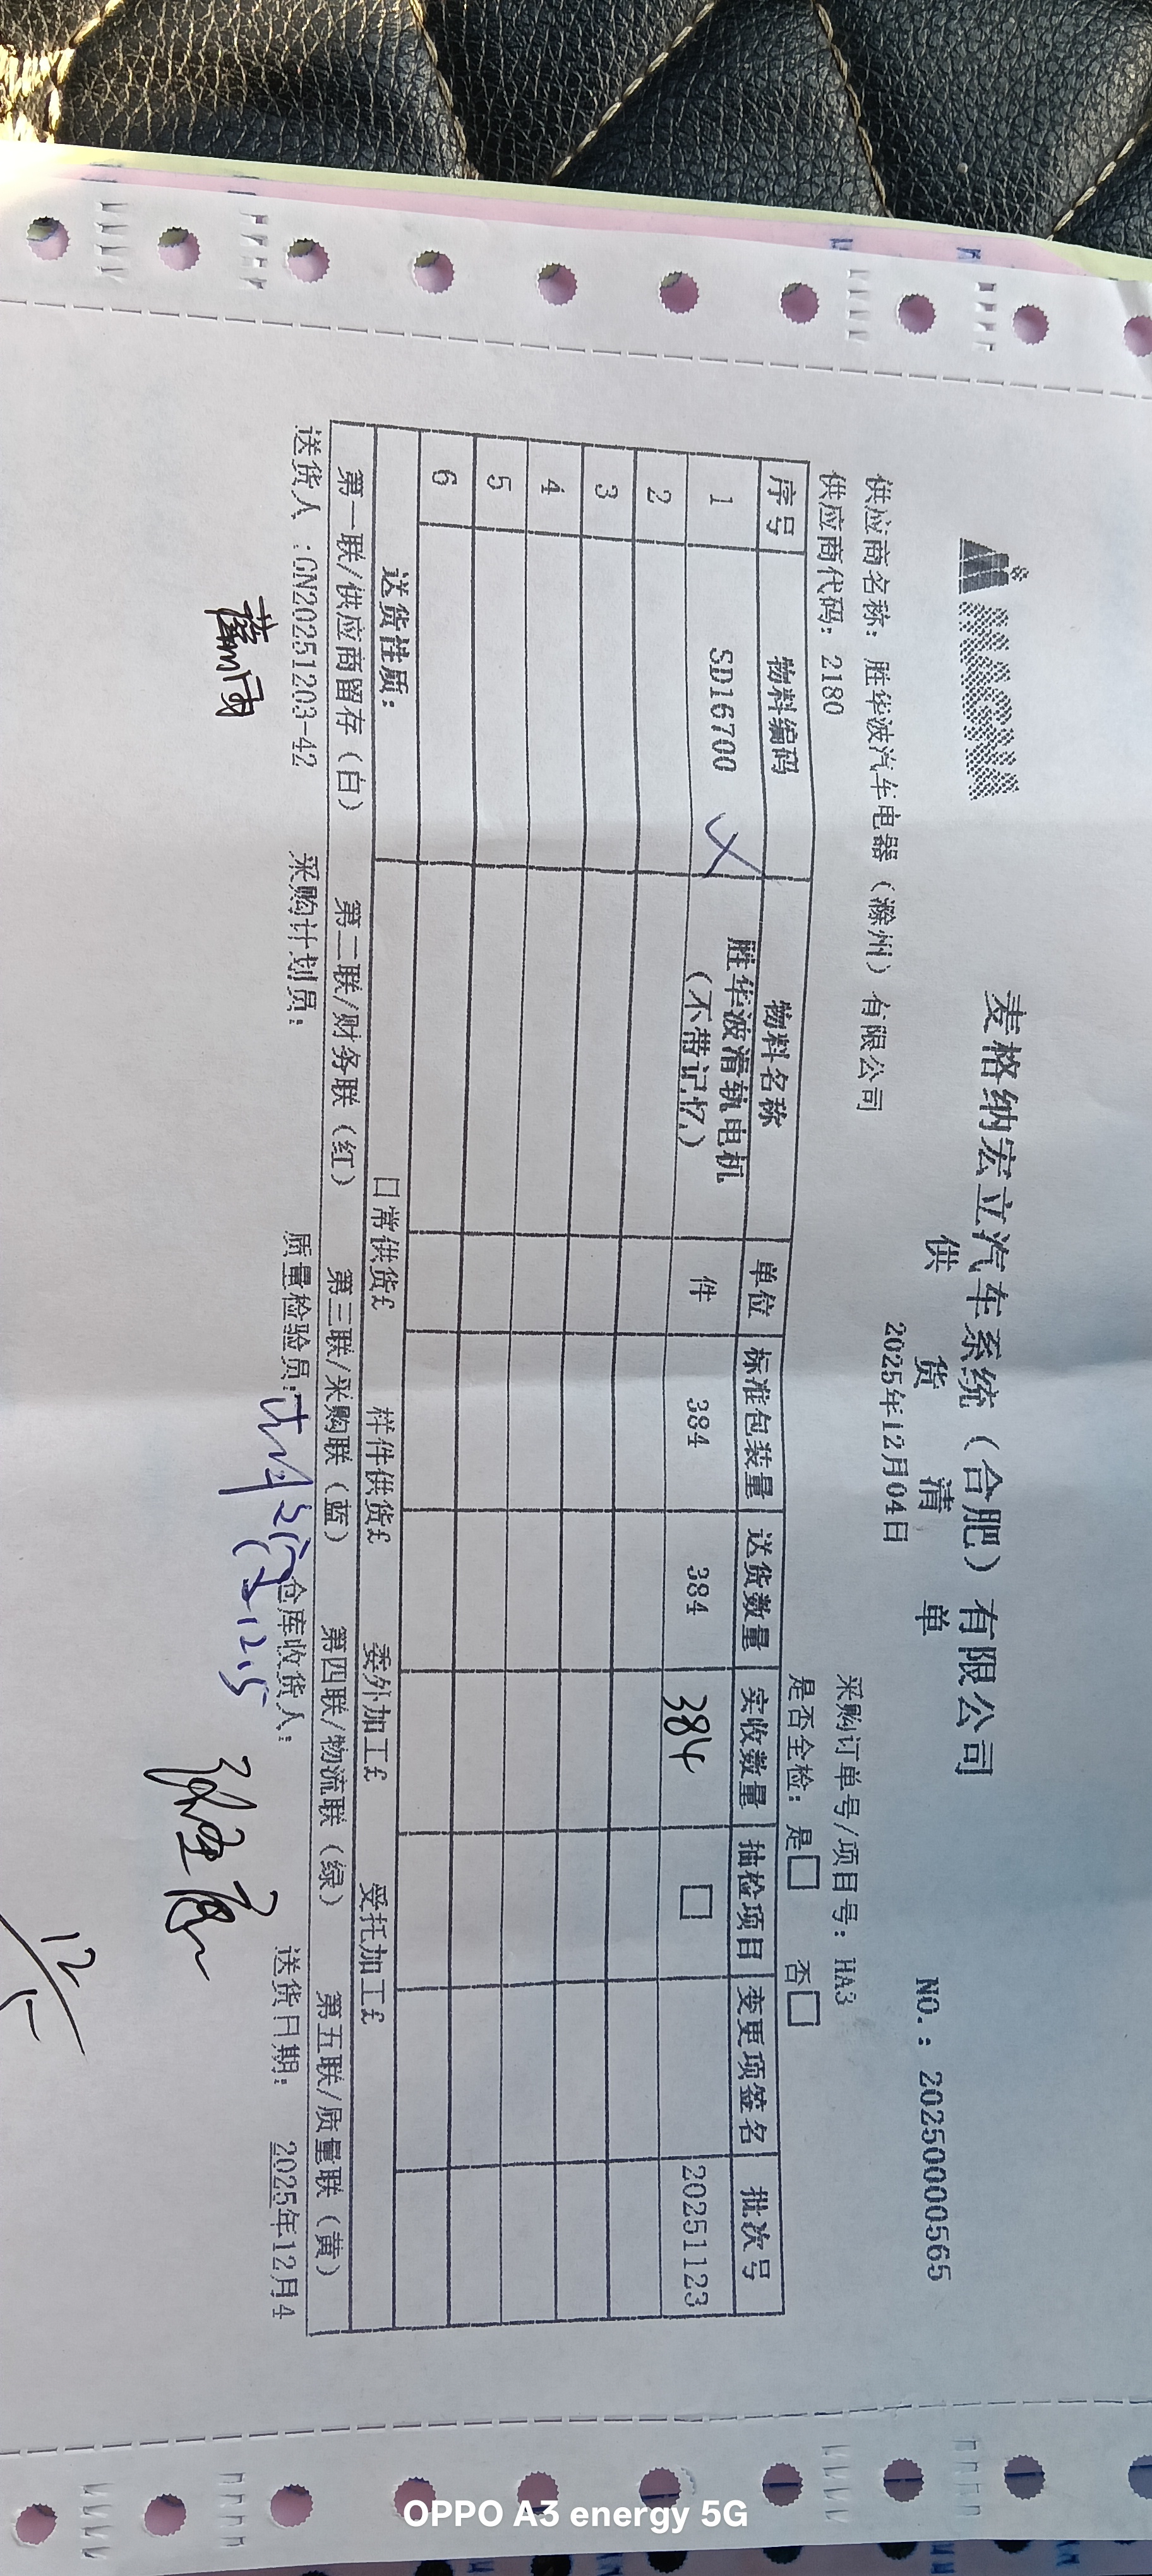 麦格纳宏立汽车系统（合肥）有限公司
供 货 清 单
NO.：20250000565
2025年12月04日
供应商名称：胜华波汽车电器（滁州）有限公司
采购订单号/项目号：HA3
供应商代码：2180
是否全检：是□ 否□
序号 物料编码 物料名称 单位 标准包装量 送货数量 实收数量 抽检项目 变更项签名 批次号
1 SD16700 胜华波滑轨电机（不带记忆） 件 384 384 384 □ 20251123
2
3
4
5
6
送货性质： 日常供货£ 样件供货£ 委外加工£ 受托加工£
第一联/供应商留存（白） 第二联/财务联（红） 第三联/采购联（蓝） 第四联/物流联（绿） 第五联/质量联（黄）
送货人：GN20251203-42 采购计划员： 质量检验员： 仓库收货人： 送货日期： 2025年12月4
12.5
12/5
OPPO A3 energy 5G